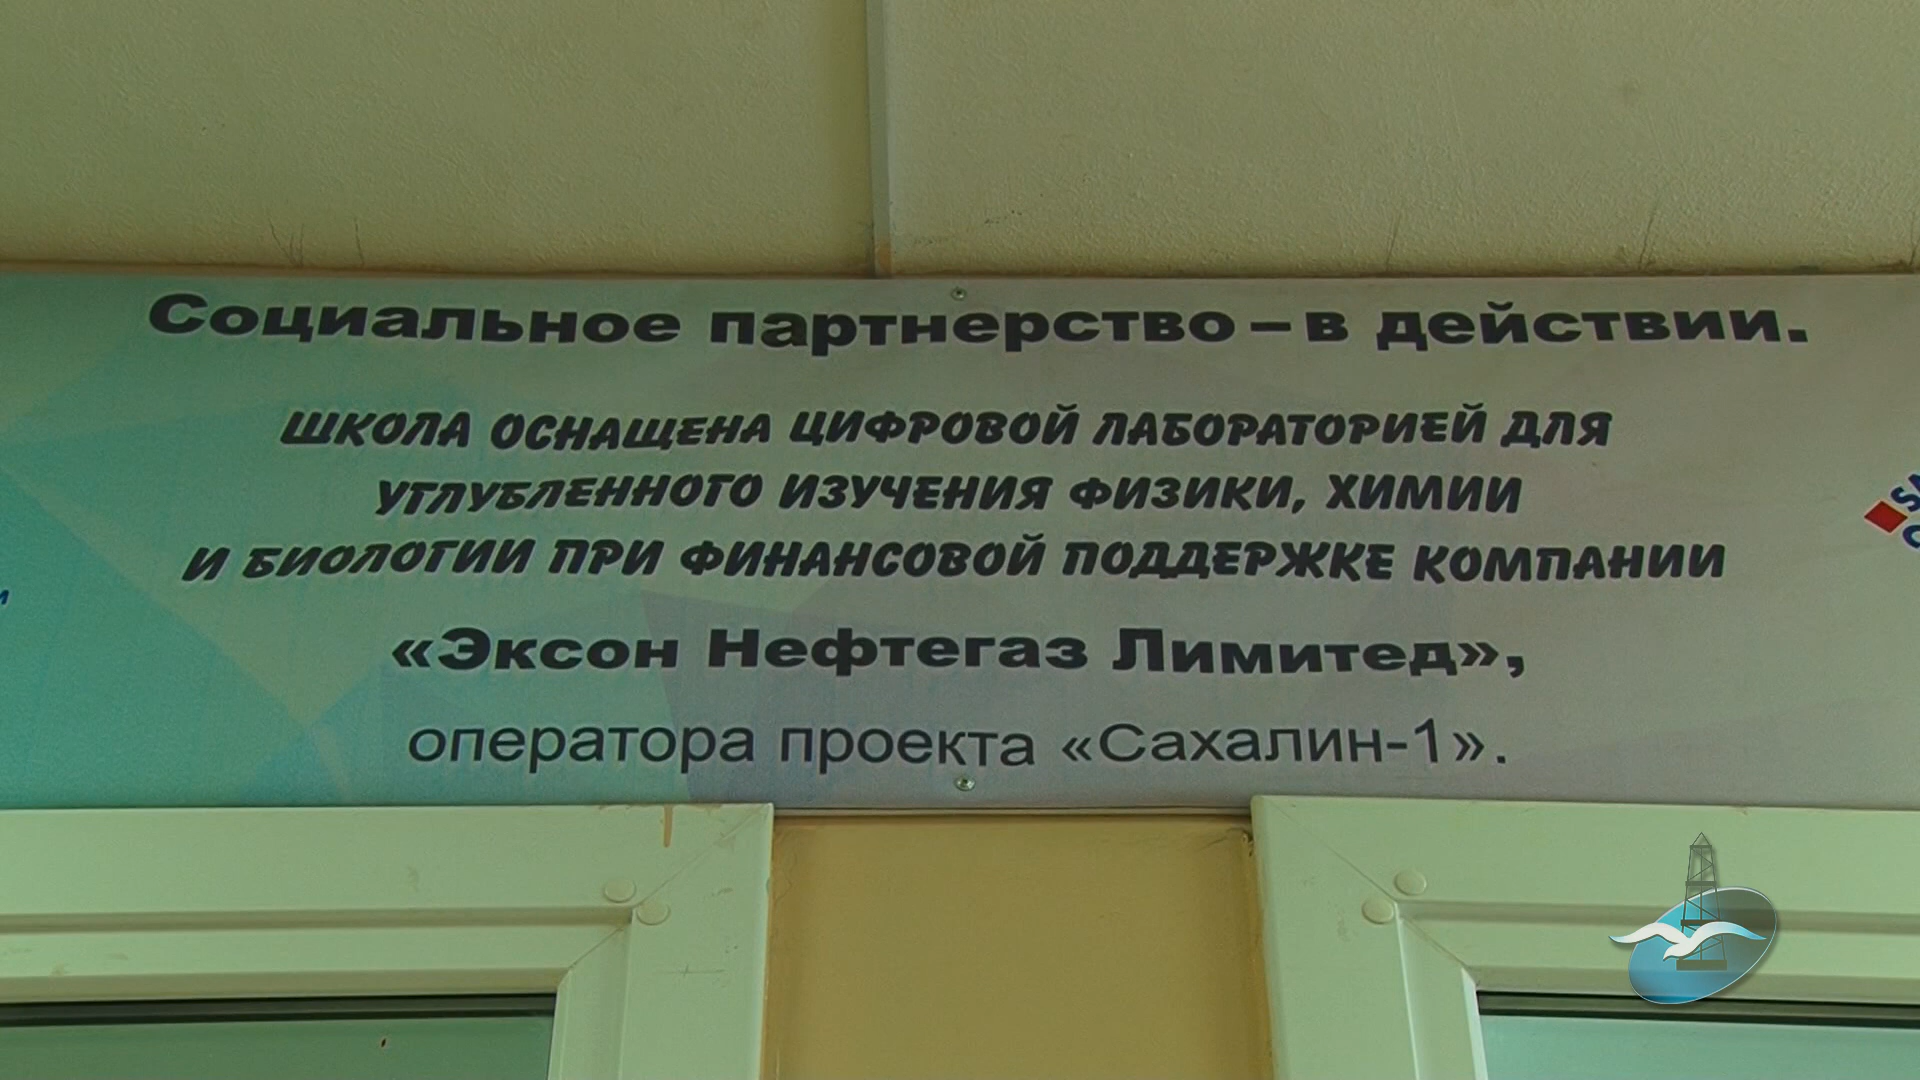 Социальное партнерство – в действии.
ШКОЛА ОСНАЩЕНА ЦИФРОВОЙ ЛАБОРАТОРИЕЙ ДЛЯ
УГЛУБЛЕННОГО ИЗУЧЕНИЯ ФИЗИКИ, ХИМИИ
И БИОЛОГИИ ПРИ ФИНАНСОВОЙ ПОДДЕРЖКЕ КОМПАНИИ
«Эксон Нефтегаз Лимитед»,
оператора проекта «Сахалин-1».